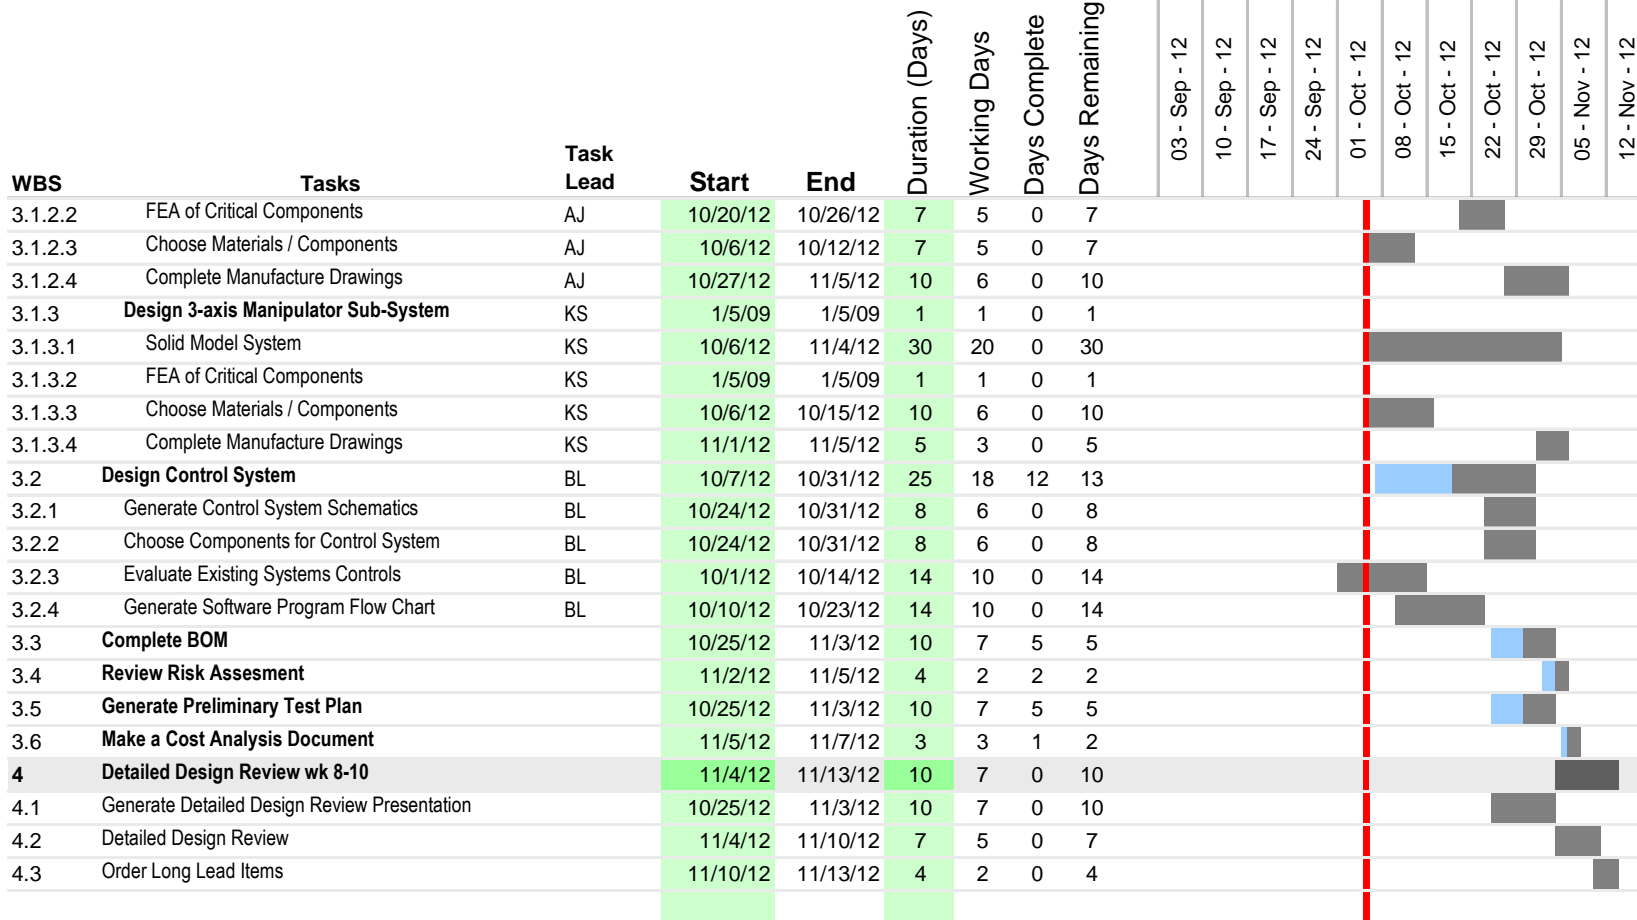 Duration (Days)
Working Days
Days Complete
Days Remaining
03 - Sep - 12
10 - Sep - 12
17 - Sep - 12
24 - Sep - 12
01 - Oct - 12
08 - Oct - 12
15 - Oct - 12
22 - Oct - 12
29 - Oct - 12
05 - Nov - 12
12 - Nov - 12
Task
WBS Tasks Lead Start End
3.1.2.2 FEA of Critical Components AJ 10/20/12 10/26/12 7 5 0 7
3.1.2.3 Choose Materials / Components AJ 10/6/12 10/12/12 7 5 0 7
3.1.2.4 Complete Manufacture Drawings AJ 10/27/12 11/5/12 10 6 0 10
3.1.3 Design 3-axis Manipulator Sub-System KS 1/5/09 1/5/09 1 1 0 1
3.1.3.1 Solid Model System KS 10/6/12 11/4/12 30 20 0 30
3.1.3.2 FEA of Critical Components KS 1/5/09 1/5/09 1 1 0 1
3.1.3.3 Choose Materials / Components KS 10/6/12 10/15/12 10 6 0 10
3.1.3.4 Complete Manufacture Drawings KS 11/1/12 11/5/12 5 3 0 5
3.2 Design Control System BL 10/7/12 10/31/12 25 18 12 13
3.2.1 Generate Control System Schematics BL 10/24/12 10/31/12 8 6 0 8
3.2.2 Choose Components for Control System BL 10/24/12 10/31/12 8 6 0 8
3.2.3 Evaluate Existing Systems Controls BL 10/1/12 10/14/12 14 10 0 14
3.2.4 Generate Software Program Flow Chart BL 10/10/12 10/23/12 14 10 0 14
3.3 Complete BOM 10/25/12 11/3/12 10 7 5 5
3.4 Review Risk Assesment 11/2/12 11/5/12 4 2 2 2
3.5 Generate Preliminary Test Plan 10/25/12 11/3/12 10 7 5 5
3.6 Make a Cost Analysis Document 11/5/12 11/7/12 3 3 1 2
4 Detailed Design Review wk 8-10 11/4/12 11/13/12 10 7 0 10
4.1 Generate Detailed Design Review Presentation 10/25/12 11/3/12 10 7 0 10
4.2 Detailed Design Review 11/4/12 11/10/12 7 5 0 7
4.3 Order Long Lead Items 11/10/12 11/13/12 4 2 0 4